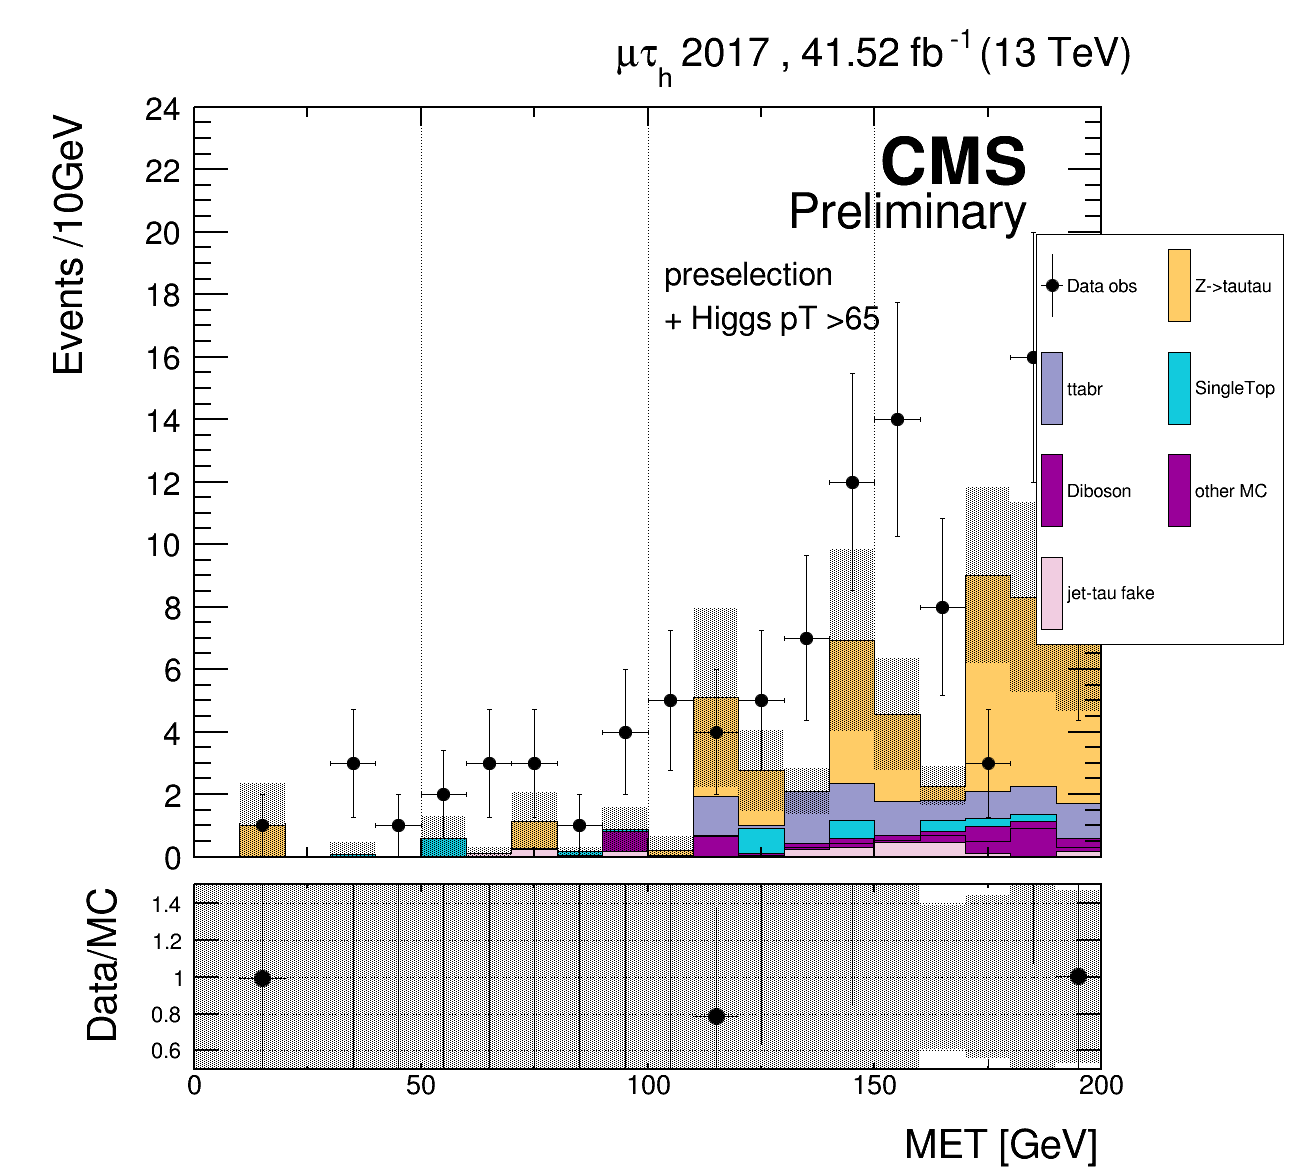 μτh 2017 , 41.52 fb-1 (13 TeV)
Events /10GeV
24
22
20
18
16
14
12
10
8
6
4
2
0
CMS
Preliminary
preselection
+ Higgs pT >65
Data obs
Z->tautau
ttabr
SingleTop
Diboson
other MC
jet-tau fake
Data/MC
1.4
1.2
1
0.8
0.6
0 50 100 150 200
MET [GeV]